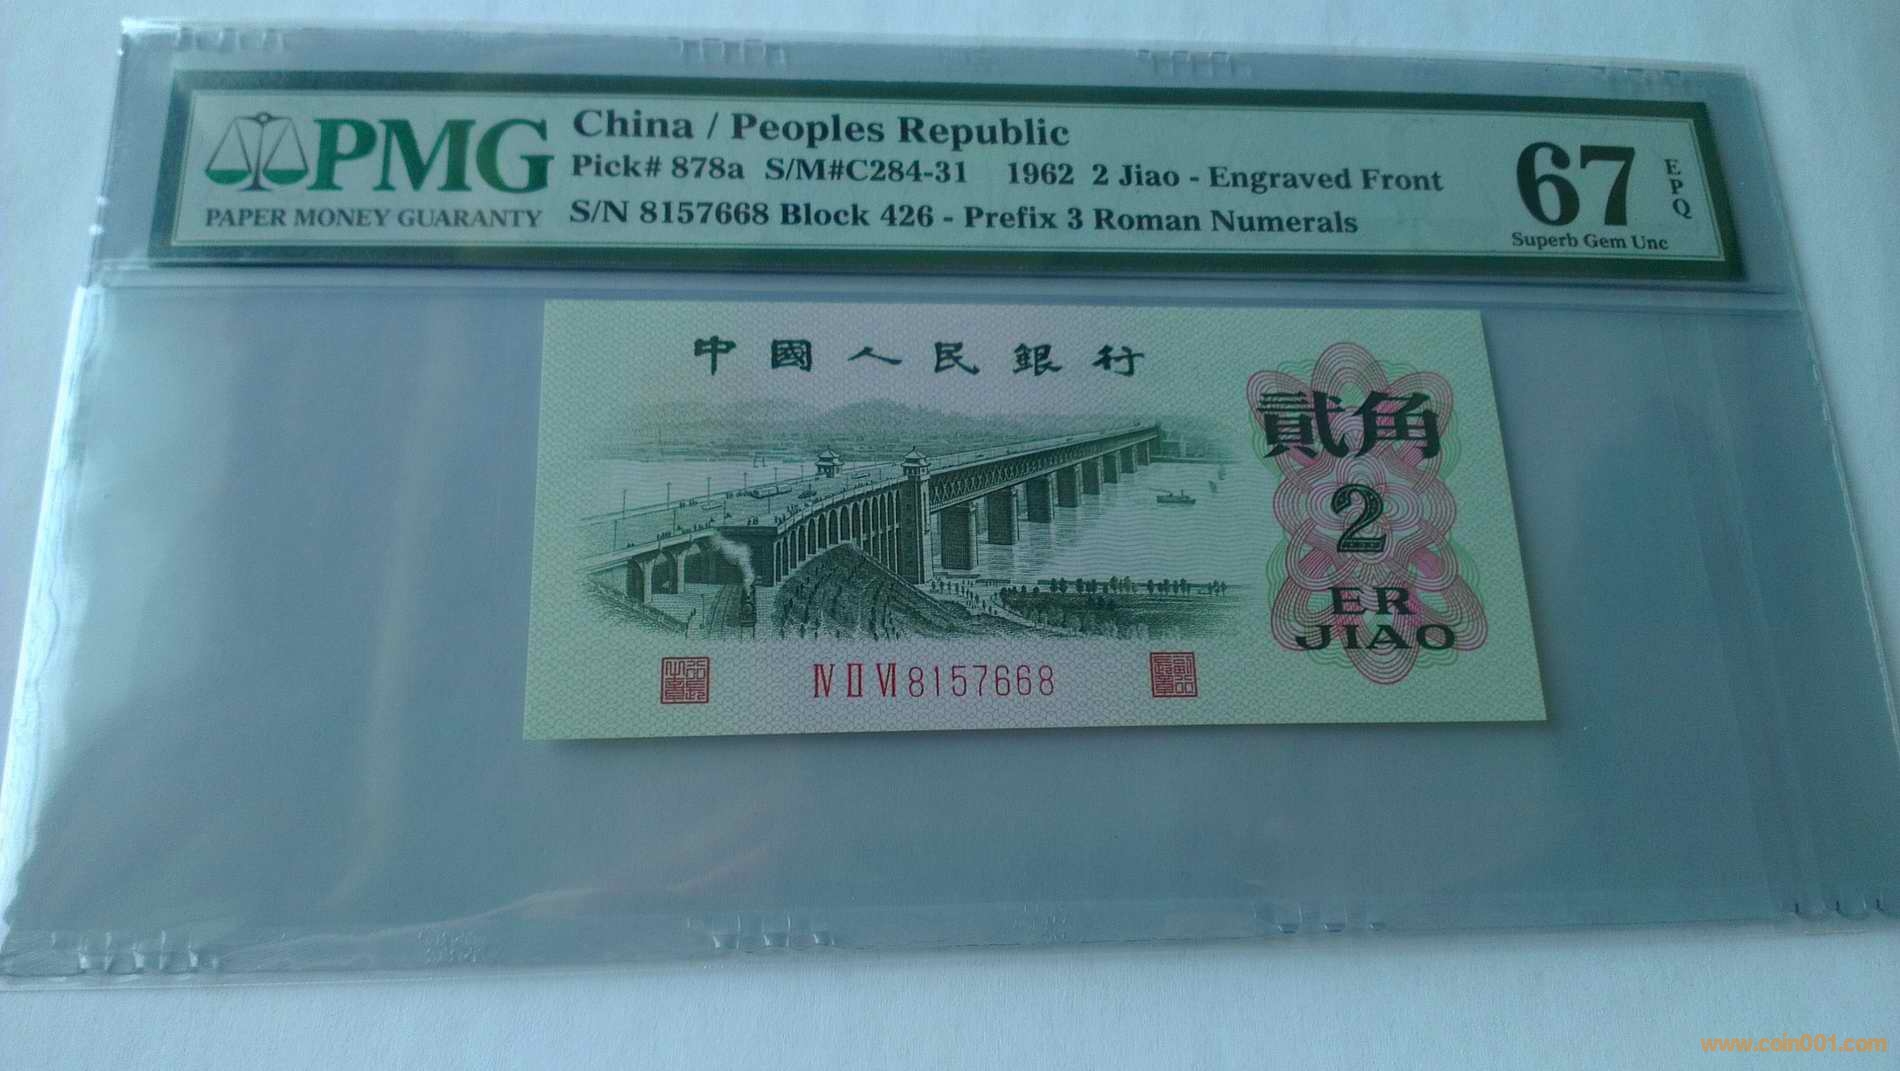 PMG
PAPER MONEY GUARANTY
China / Peoples Republic
Pick# 878a S/M#C284-31 1962 2 Jiao - Engraved Front
S/N 8157668 Block 426 - Prefix 3 Roman Numerals
67
EPQ
Superb Gem Unc
中國人民銀行
貳角
2
ER
JIAO
Ⅳ Ⅱ Ⅵ 8157668
www.coin001.com